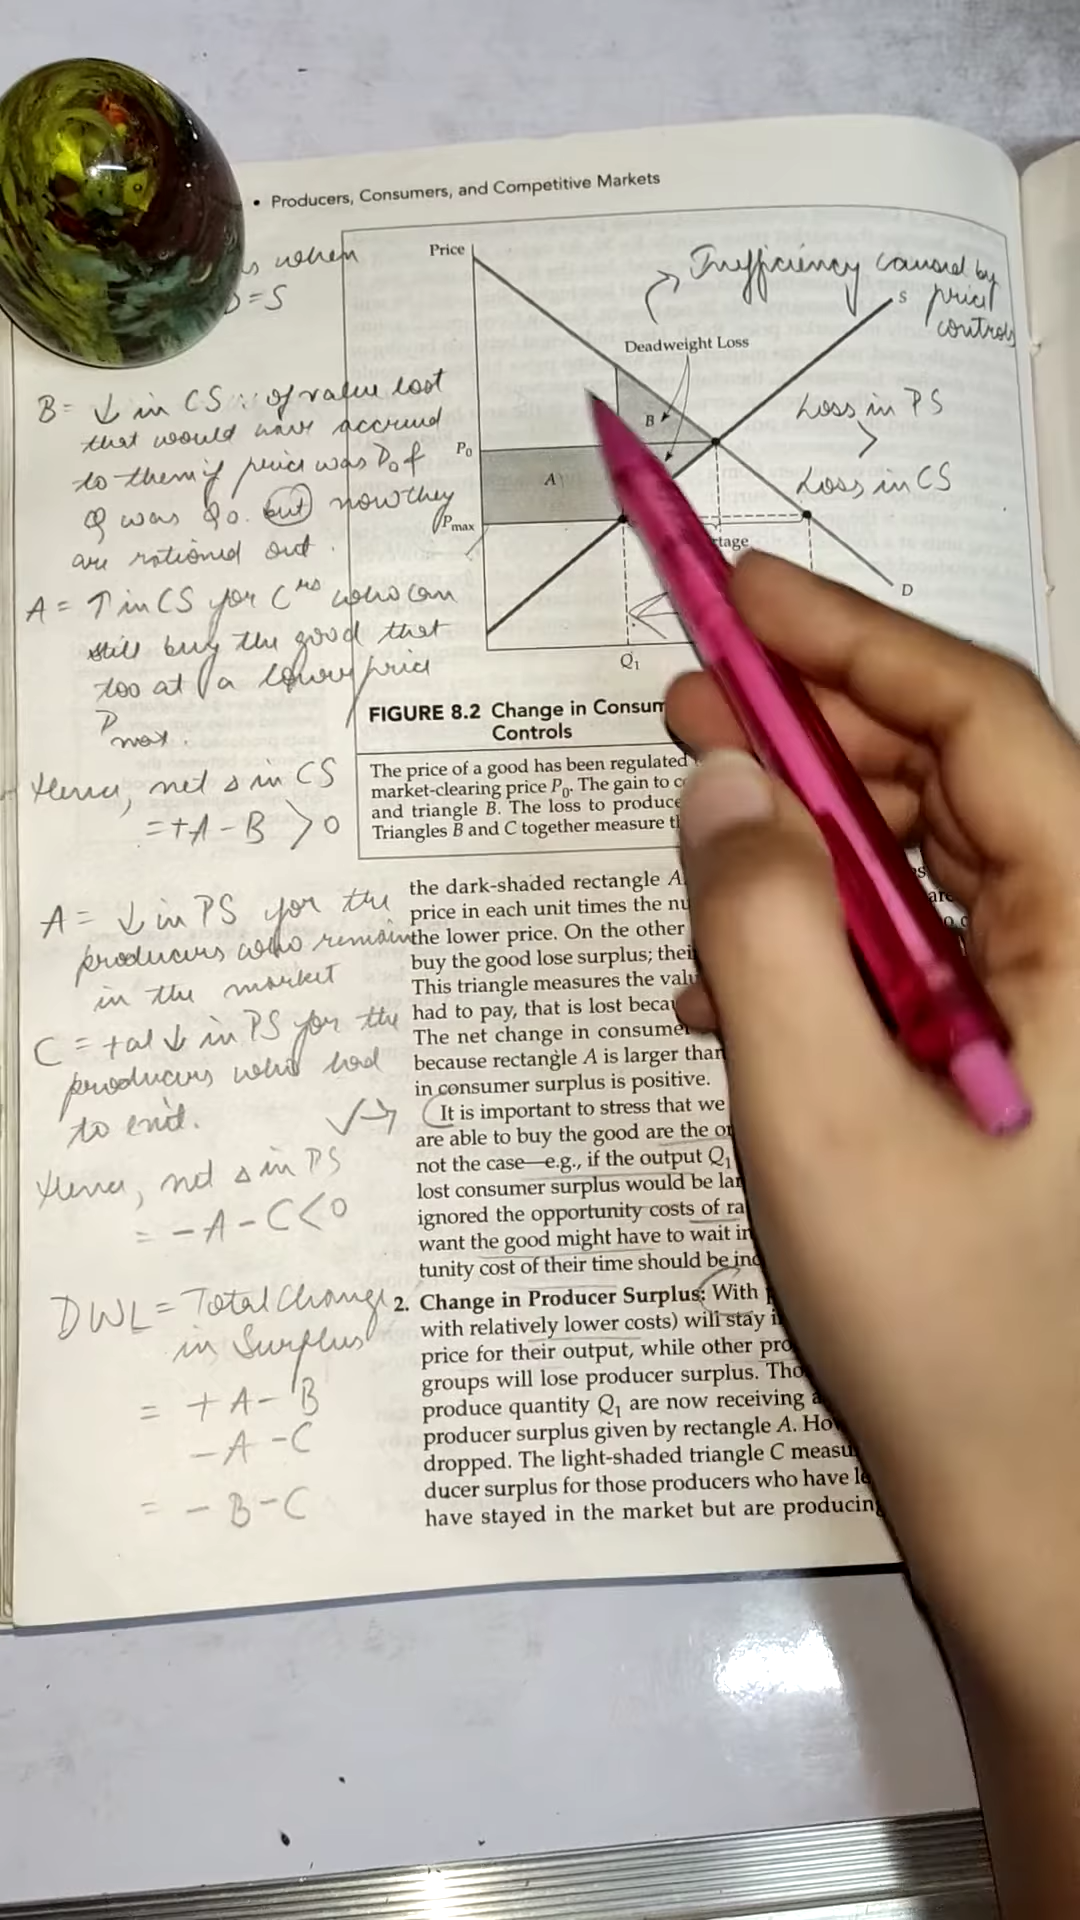 • Producers, Consumers, and Competitive Markets
when
D=S
Price
Inefficiency caused by
price
controls
S
Deadweight Loss
B
Loss in PS
>
Loss in CS
P0
A
Pmax
rtage
D
Q1
B = ↓ in CS ∵ of value lost
that would have accrued
to them if price was P0 if
Q was Q0. but now they
are rationed out.
A = ↑ in CS for Cʳˢ who can
still buy the good that
too at a lower price
Pmax.
Hence, net Δ in CS
= +A - B > 0
FIGURE 8.2 Change in Consum
Controls
The price of a good has been regulated
market-clearing price P0. The gain to c
and triangle B. The loss to produce
Triangles B and C together measure t
A = ↓ in PS for the
producers who remain
in the market
C = ↓ in PS for the
producers who had
to exit.
Hence, net Δ in PS
= - A - C < 0
DWL = Total Change
in Surplus
= + A - B
- A - C
= - B - C
the dark-shaded rectangle A.
price in each unit times the nu
the lower price. On the other
buy the good lose surplus; thei
This triangle measures the valu
had to pay, that is lost becau
The net change in consume
because rectangle A is larger than
in consumer surplus is positive.
It is important to stress that we
are able to buy the good are the o
not the case—e.g., if the output Q1
lost consumer surplus would be la
ignored the opportunity costs of ra
want the good might have to wait in
tunity cost of their time should be inc
2. Change in Producer Surplus: With p
with relatively lower costs) will stay i
price for their output, while other pro
groups will lose producer surplus. Tho
produce quantity Q1 are now receiving a
producer surplus given by rectangle A. Ho
dropped. The light-shaded triangle C measu
ducer surplus for those producers who have le
have stayed in the market but are producing